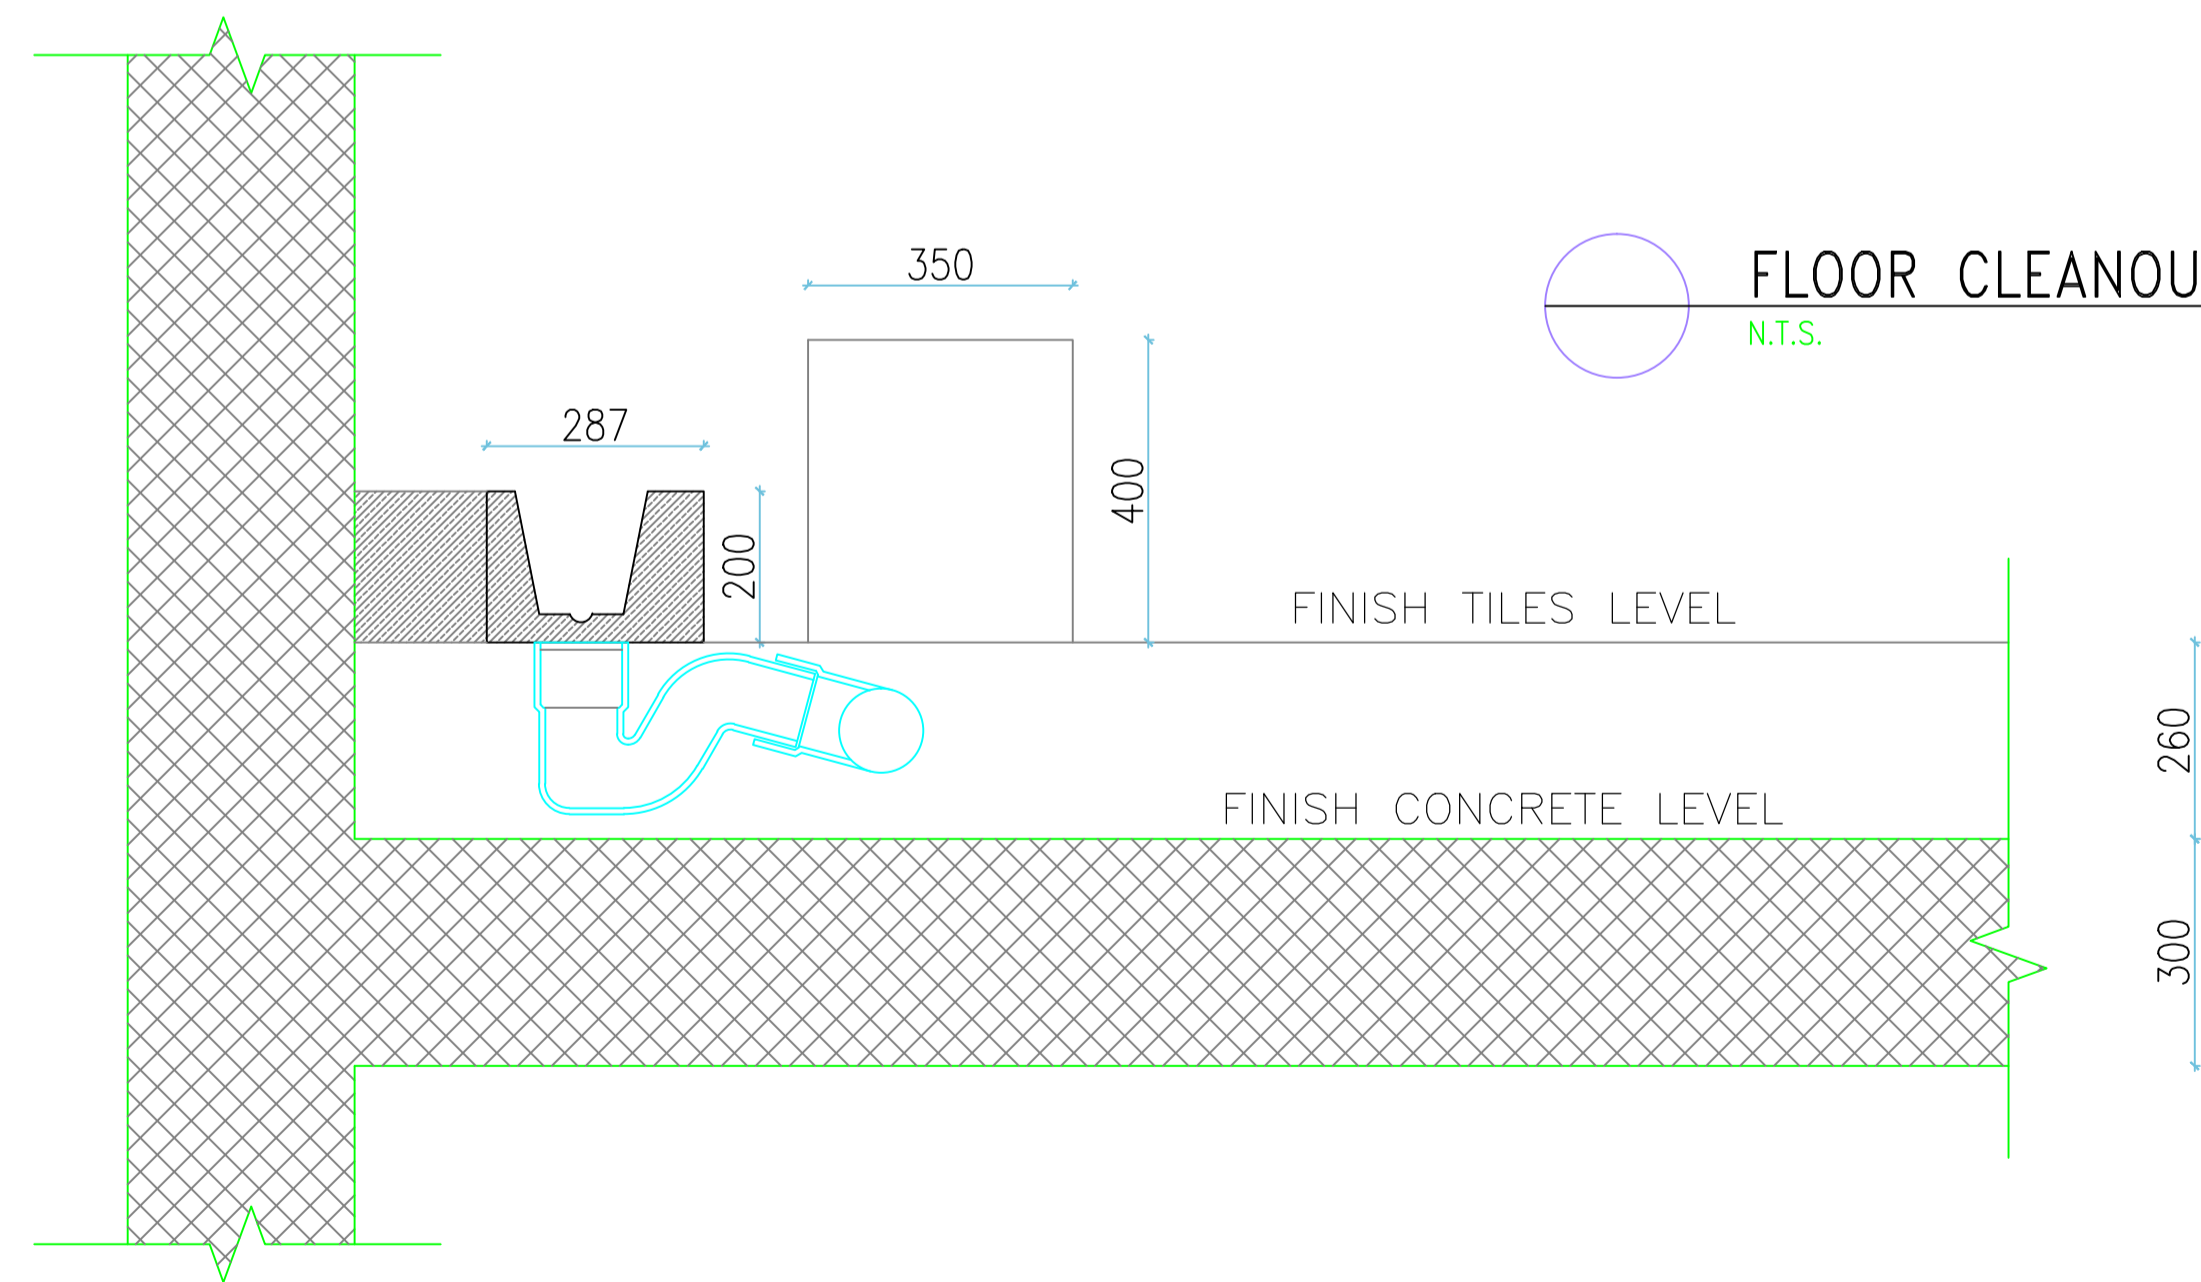 350
FLOOR CLEANOU
N.T.S.
287
400
200
FINISH TILES LEVEL
260
FINISH CONCRETE LEVEL
300